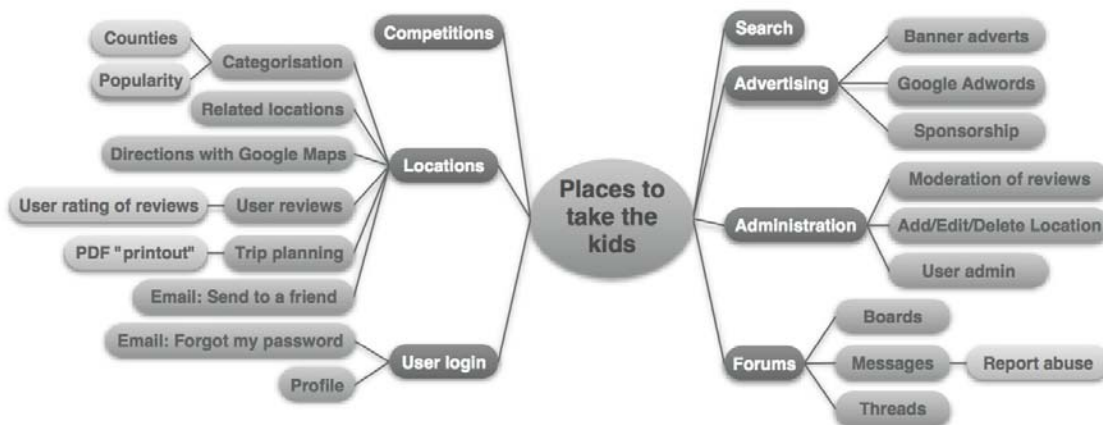 Places to
take the
kids
Competitions
Locations
Categorisation
Counties
Popularity
Related locations
Directions with Google Maps
User reviews
User rating of reviews
Trip planning
PDF "printout"
Email: Send to a friend
User login
Email: Forgot my password
Profile
Search
Advertising
Banner adverts
Google Adwords
Sponsorship
Administration
Moderation of reviews
Add/Edit/Delete Location
User admin
Forums
Boards
Messages
Report abuse
Threads